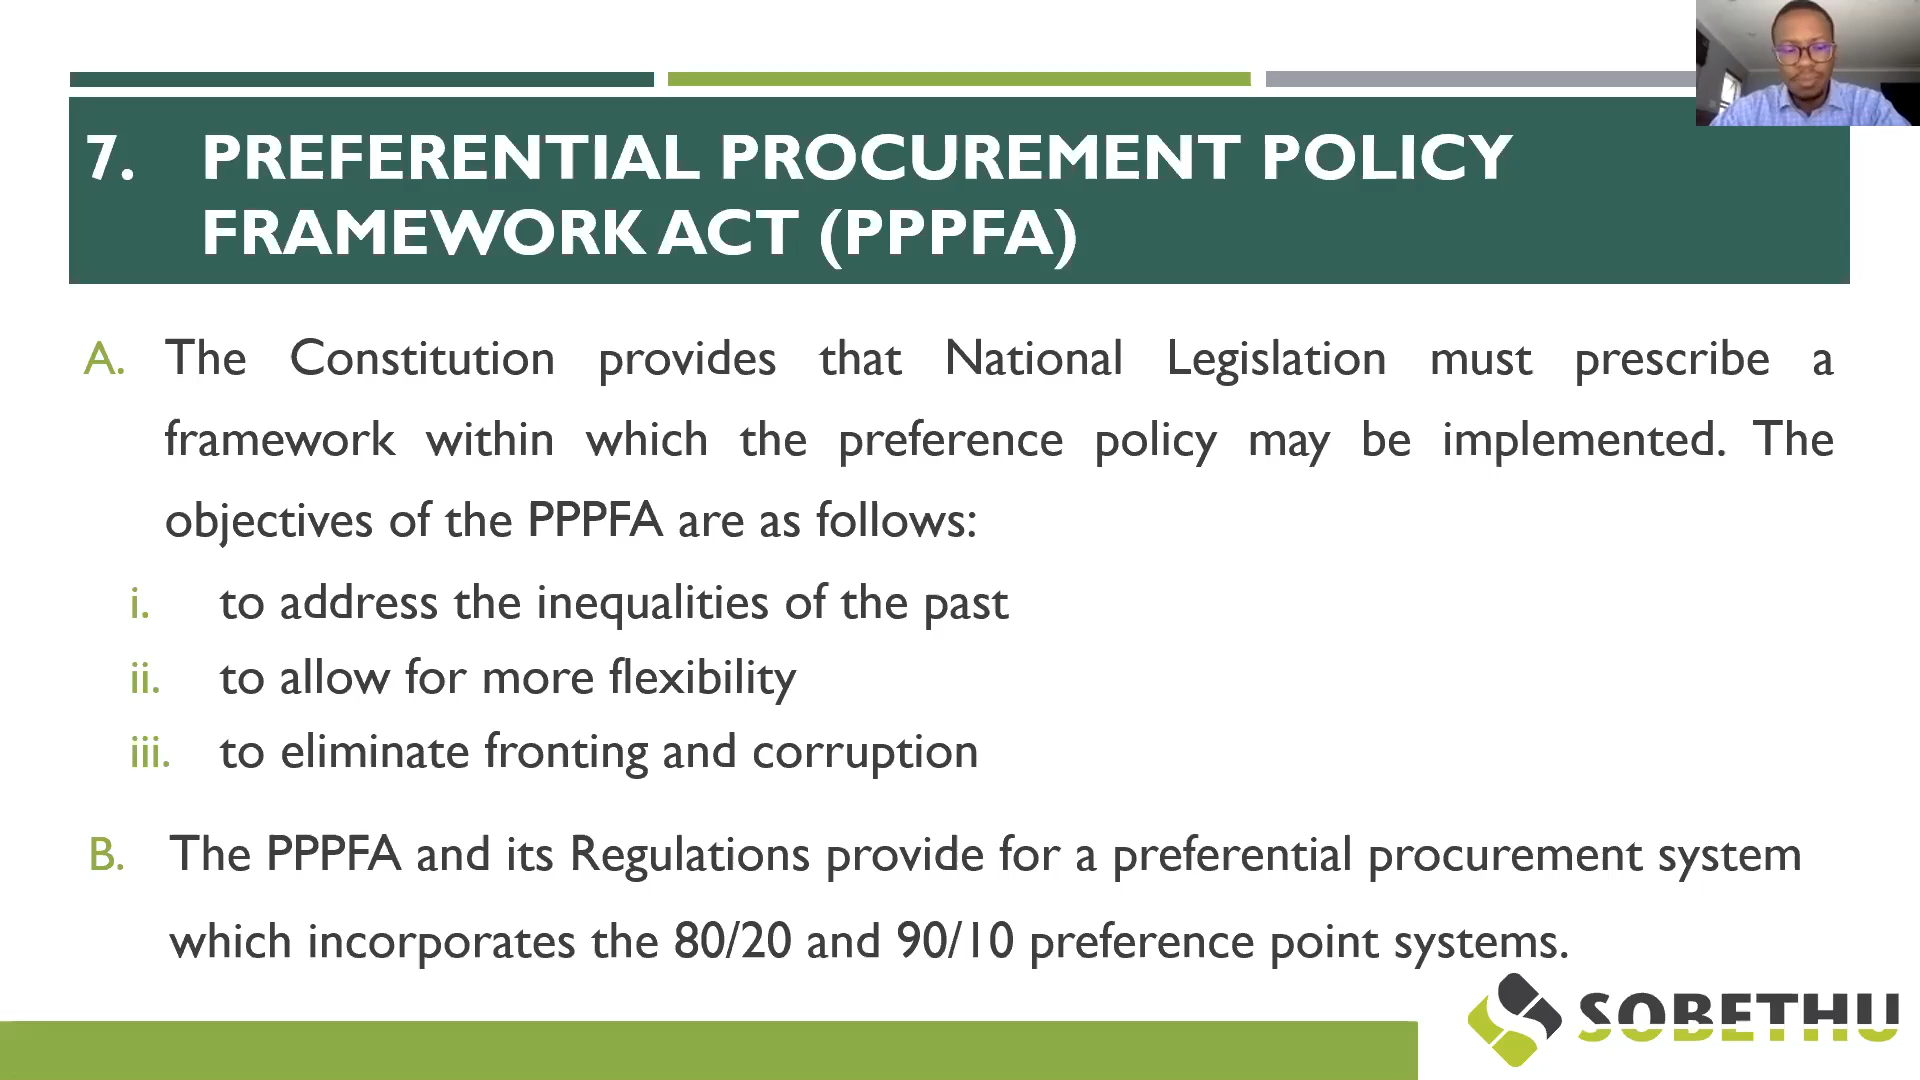 7. PREFERENTIAL PROCUREMENT POLICY
FRAMEWORK ACT (PPPFA)
A. The Constitution provides that National Legislation must prescribe a
framework within which the preference policy may be implemented. The
objectives of the PPPFA are as follows:
i. to address the inequalities of the past
ii. to allow for more flexibility
iii. to eliminate fronting and corruption
B. The PPPFA and its Regulations provide for a preferential procurement system
which incorporates the 80/20 and 90/10 preference point systems.
SOBETHU